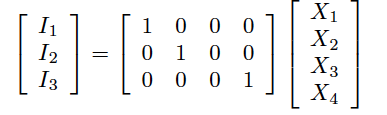 [ I₁ ] = [ 1 0 0 0 ] [ X₁ ]
[ I₂ ] [ 0 1 0 0 ] [ X₂ ]
[ I₃ ] [ 0 0 0 1 ] [ X₃ ]
[ X₄ ]